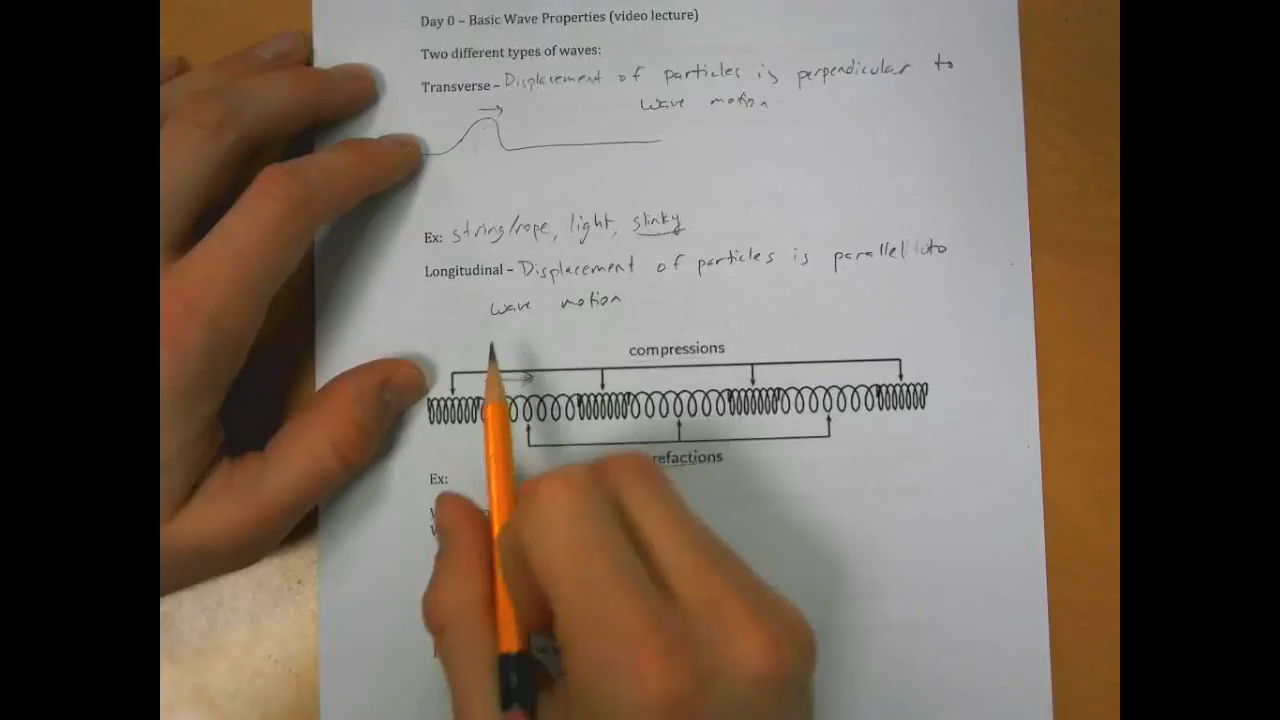 Day 0 – Basic Wave Properties (video lecture)
Two different types of waves:
Transverse – Displacement of particles is perpendicular to
wave motion
Ex: string/rope, light, slinky
Longitudinal – Displacement of particles is parallel to
wave motion
compressions
refactions
Ex: